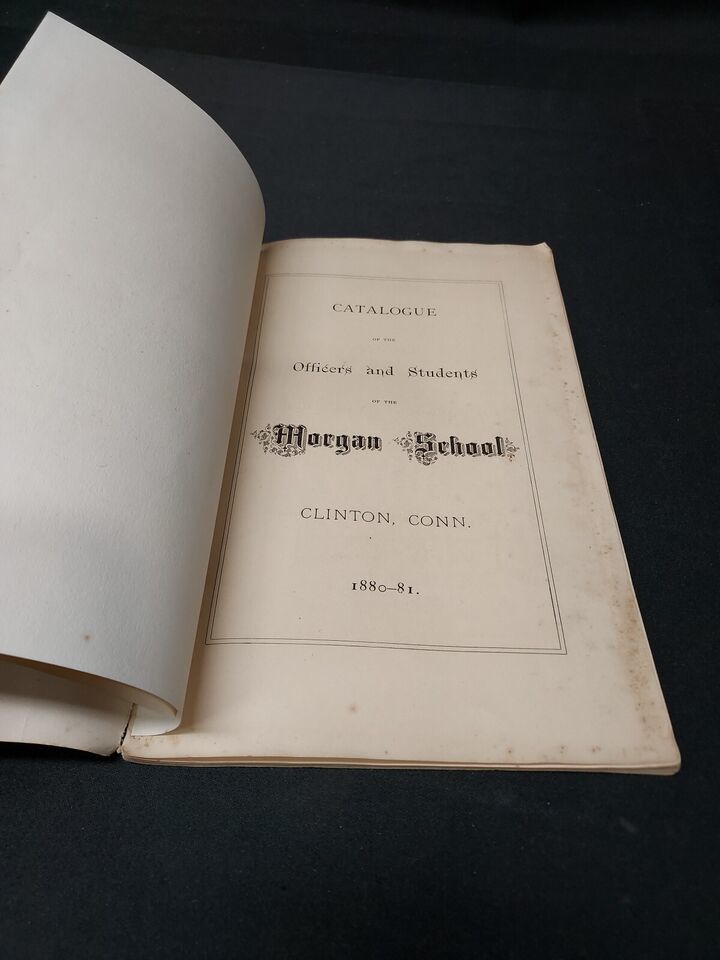 CATALOGUE
OF THE
Officers and Students
OF THE
Morgan School
CLINTON, CONN.
1880–81.